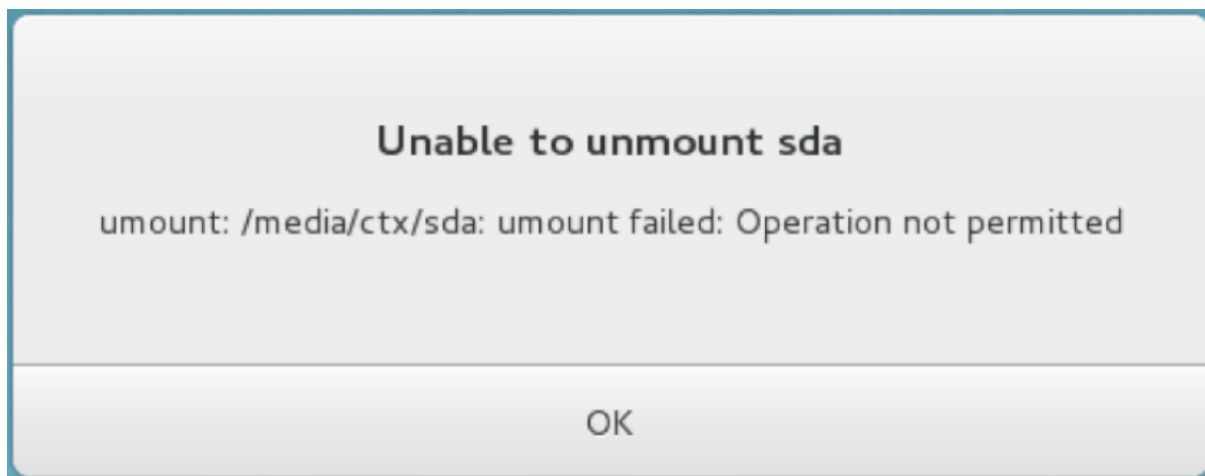 Unable to unmount sda
umount: /media/ctx/sda: umount failed: Operation not permitted
OK